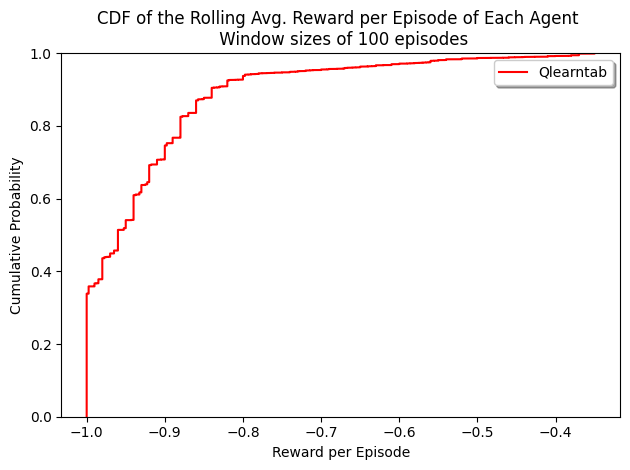 CDF of the Rolling Avg. Reward per Episode of Each Agent
Window sizes of 100 episodes
Qlearntab
1.0
0.8
0.6
0.4
0.2
0.0
Cumulative Probability
−1.0 −0.9 −0.8 −0.7 −0.6 −0.5 −0.4
Reward per Episode